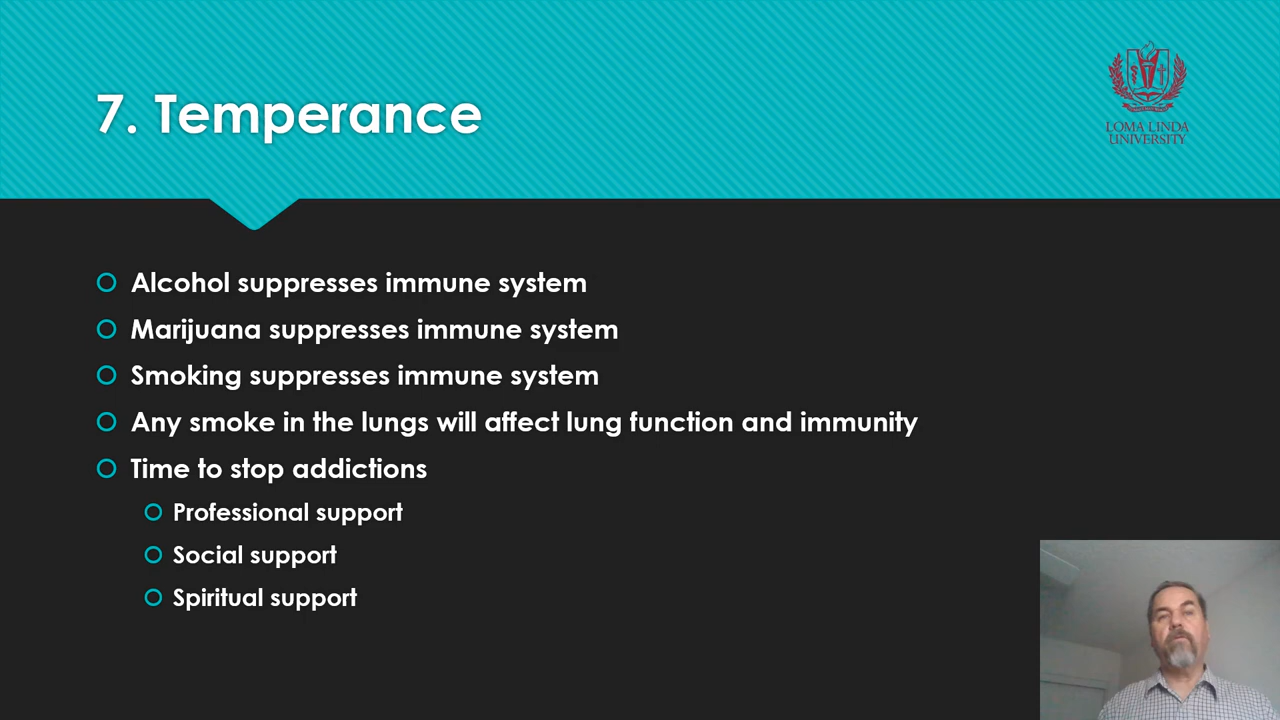 7. Temperance
LOMA LINDA
UNIVERSITY
Alcohol suppresses immune system
Marijuana suppresses immune system
Smoking suppresses immune system
Any smoke in the lungs will affect lung function and immunity
Time to stop addictions
Professional support
Social support
Spiritual support